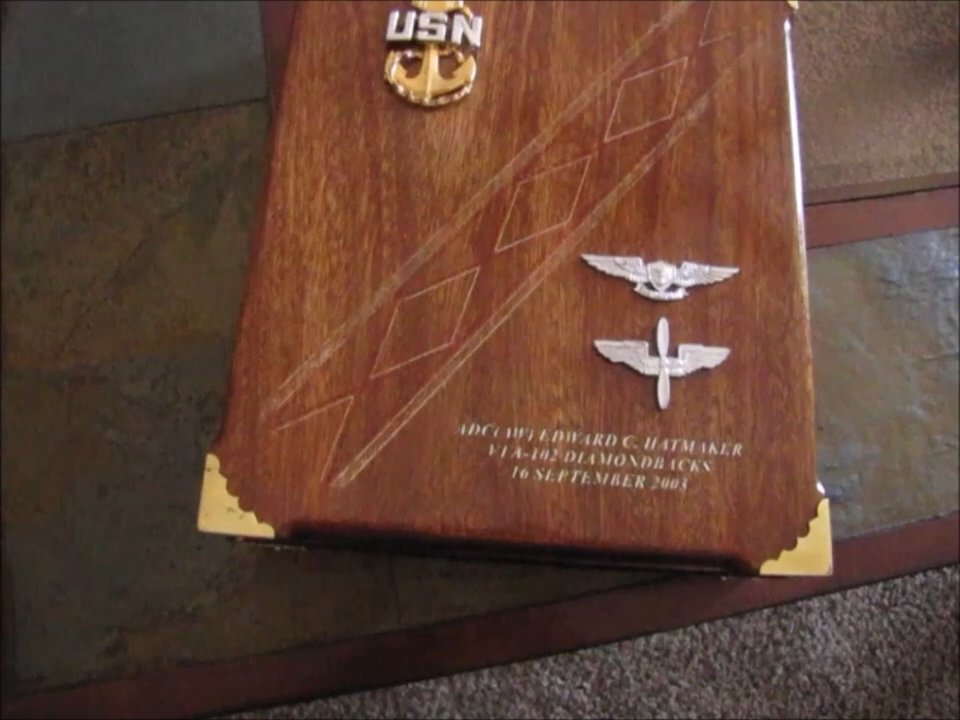 USN
ADC(AW) EDWARD C. HATMAKER
VFA-102 DIAMONDBACKS
16 SEPTEMBER 2003